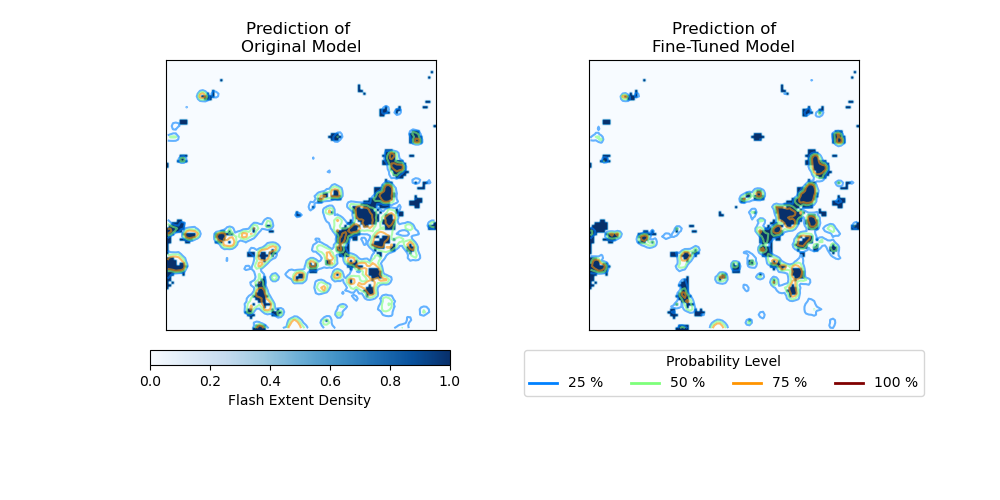 Prediction of
Original Model
Prediction of
Fine-Tuned Model
0.0 0.2 0.4 0.6 0.8 1.0
Flash Extent Density
Probability Level
25 % 50 % 75 % 100 %